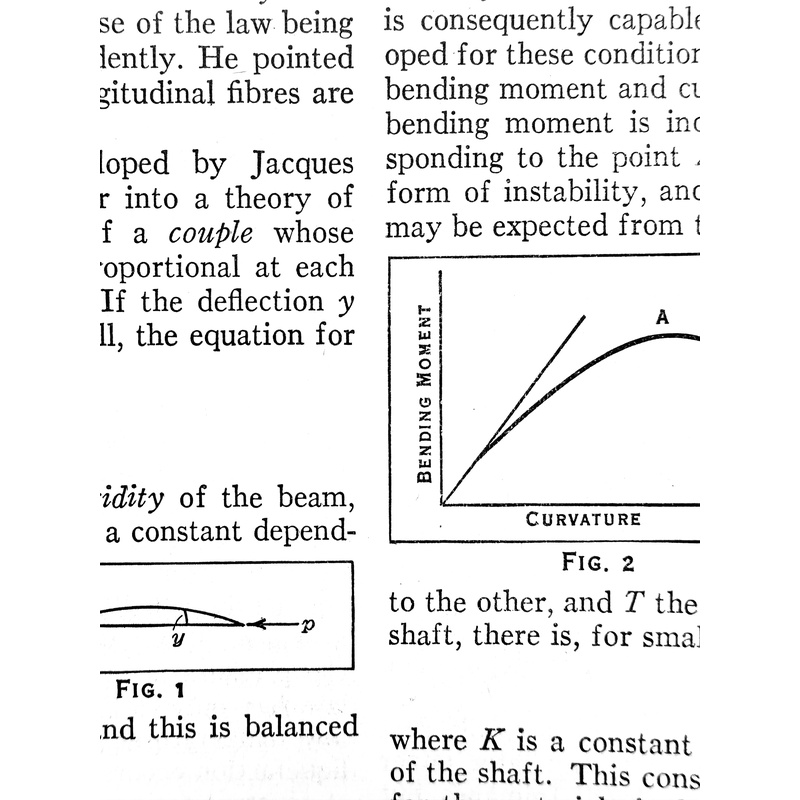 se of the law being
dently. He pointed
gitudinal fibres are
loped by Jacques
r into a theory of
f a couple whose
oportional at each
If the deflection y
ll, the equation for
idity of the beam,
a constant depend-
y
p
FIG. 1
nd this is balanced
is consequently capable
oped for these condition
bending moment and cu
bending moment is inc
sponding to the point
form of instability, and
may be expected from t
A
BENDING MOMENT
CURVATURE
FIG. 2
to the other, and T the
shaft, there is, for smal
where K is a constant
of the shaft. This cons